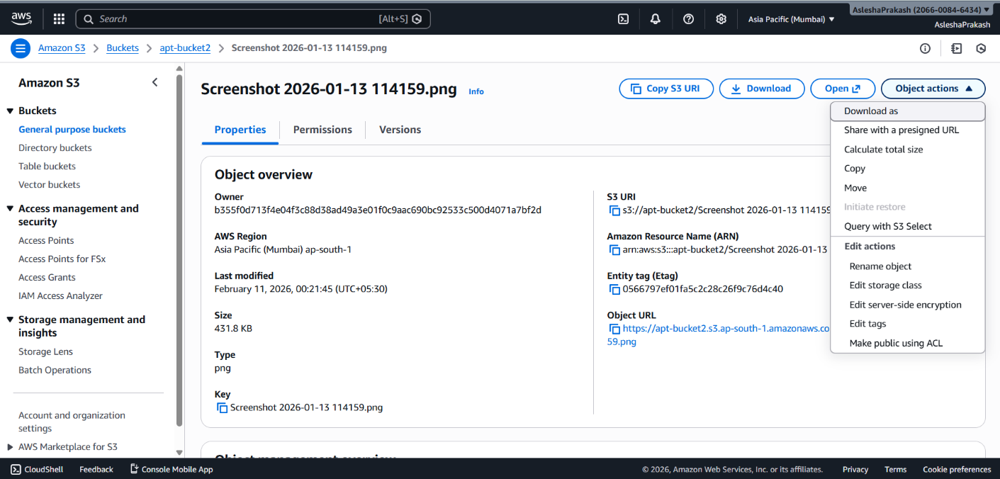 aws
Search [Alt+S]
Asia Pacific (Mumbai)
AsleshaPrakash (2066-0084-6434)
AsleshaPrakash
Amazon S3 > Buckets > apt-bucket2 > Screenshot 2026-01-13 114159.png
Amazon S3
Buckets
General purpose buckets
Directory buckets
Table buckets
Vector buckets
Access management and
security
Access Points
Access Points for FSx
Access Grants
IAM Access Analyzer
Storage management and
insights
Storage Lens
Batch Operations
Account and organization
settings
AWS Marketplace for S3
Screenshot 2026-01-13 114159.png Info
Copy S3 URI Download Open Object actions
Properties Permissions Versions
Object overview
Owner
b355f0d713f4e04f3c88d38ad49a3e01f0c9aac690bc92533c500d4071a7bf2d
AWS Region
Asia Pacific (Mumbai) ap-south-1
Last modified
February 11, 2026, 00:21:45 (UTC+05:30)
Size
431.8 KB
Type
png
Key
Screenshot 2026-01-13 114159.png
S3 URI
s3://apt-bucket2/Screenshot 2026-01-13 114159
Amazon Resource Name (ARN)
arn:aws:s3:::apt-bucket2/Screenshot 2026-01-13
Entity tag (Etag)
0566797ef01fa5c2c28c26f9c76d4c40
Object URL
https://apt-bucket2.s3.ap-south-1.amazonaws.co
59.png
Download as
Share with a presigned URL
Calculate total size
Copy
Move
Initiate restore
Query with S3 Select
Edit actions
Rename object
Edit storage class
Edit server-side encryption
Edit tags
Make public using ACL
Object management overview
CloudShell Feedback Console Mobile App
© 2026, Amazon Web Services, Inc. or its affiliates. Privacy Terms Cookie preferences